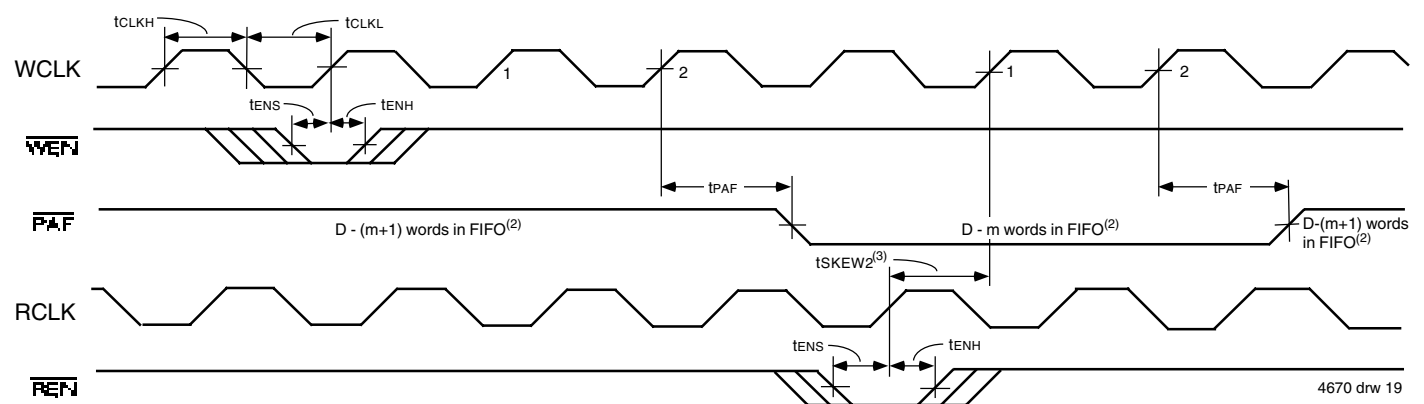 tCLKH
tCLKL
WCLK
1
2
1
2
tENS
tENH
WEN
tPAF
tPAF
PAF
D - (m+1) words in FIFO(2)
D - m words in FIFO(2)
D-(m+1) words
in FIFO(2)
tSKEW2(3)
RCLK
tENS
tENH
REN
4670 drw 19